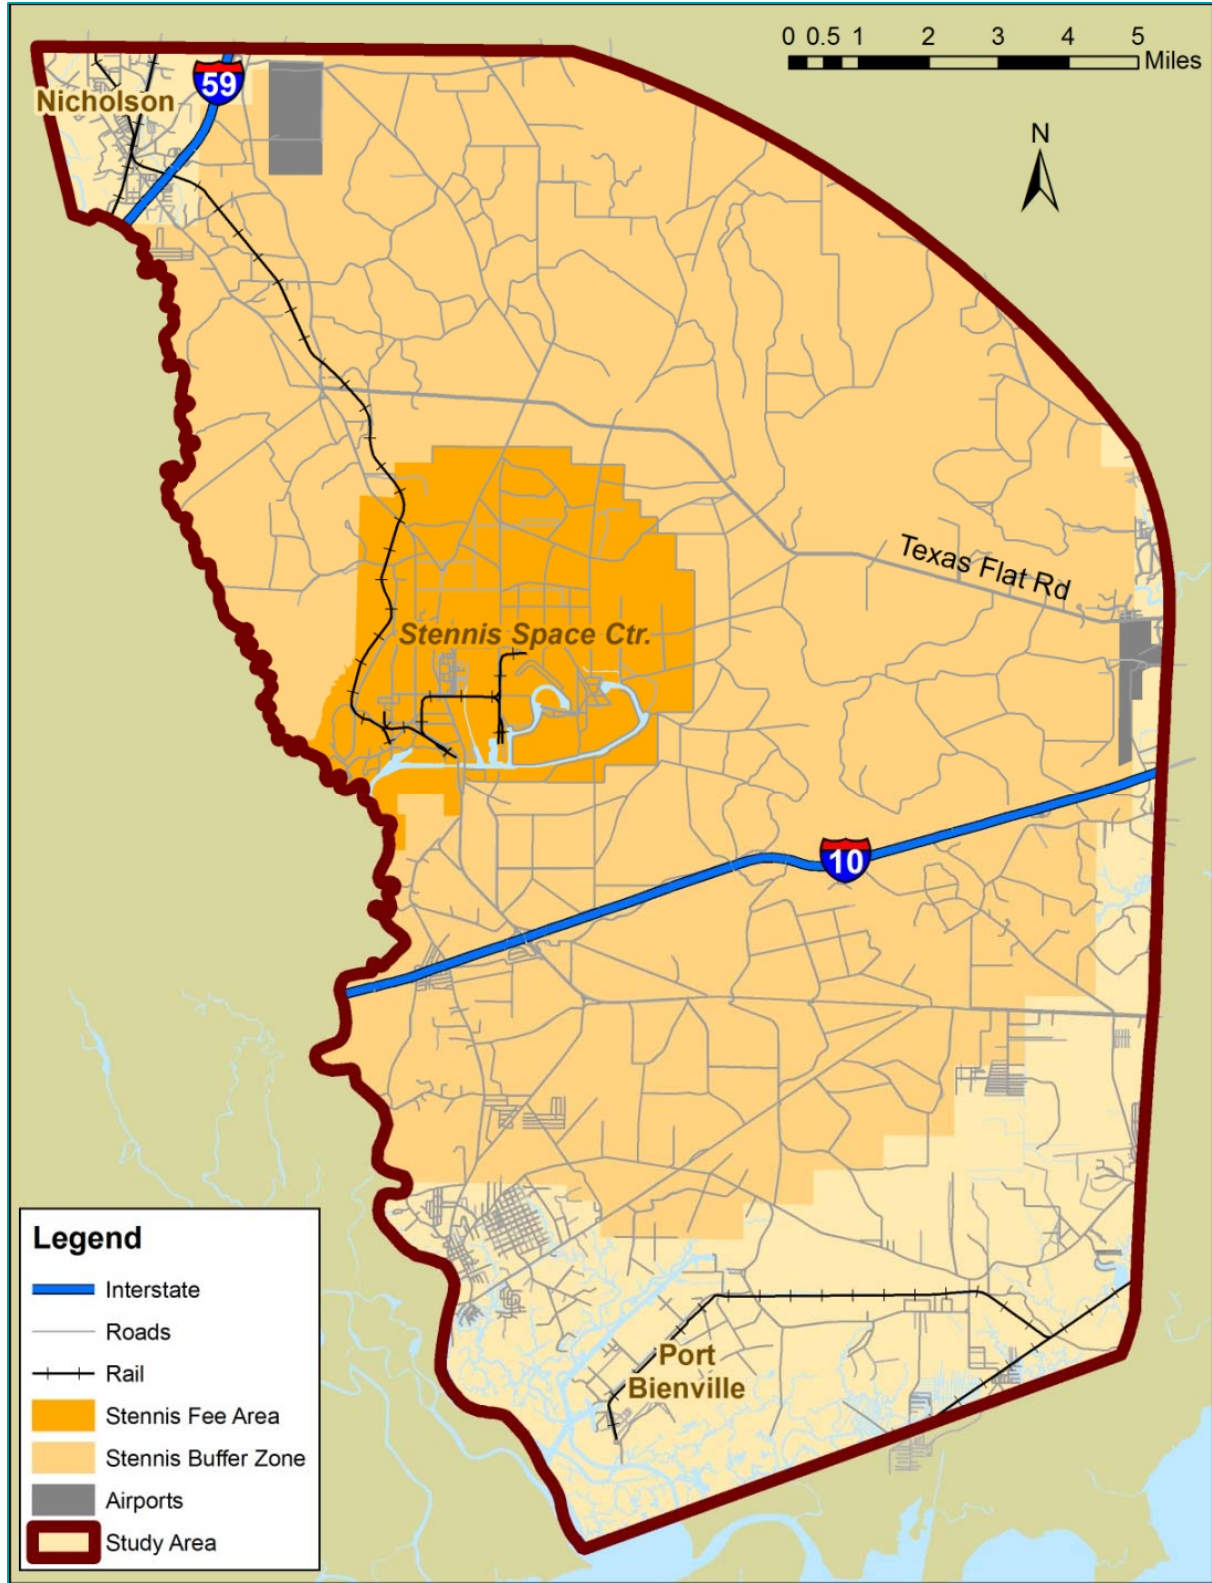 0 0.5 1 2 3 4 5
Miles
59
Nicholson
N
Texas Flat Rd
Stennis Space Ctr.
10
Port
Bienville
Legend
Interstate
Roads
Rail
Stennis Fee Area
Stennis Buffer Zone
Airports
Study Area